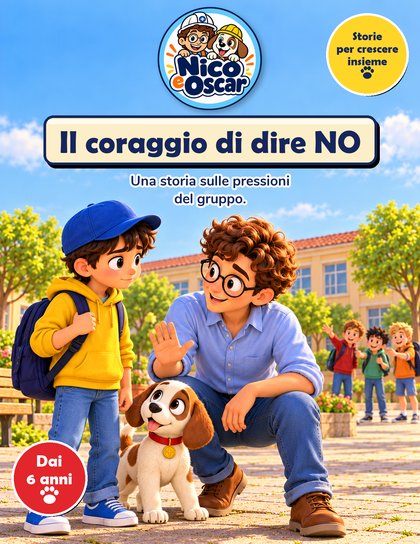 Nico
e Oscar
Storie
per crescere
insieme
Il coraggio di dire NO
Una storia sulle pressioni
del gruppo.
Dai
6 anni